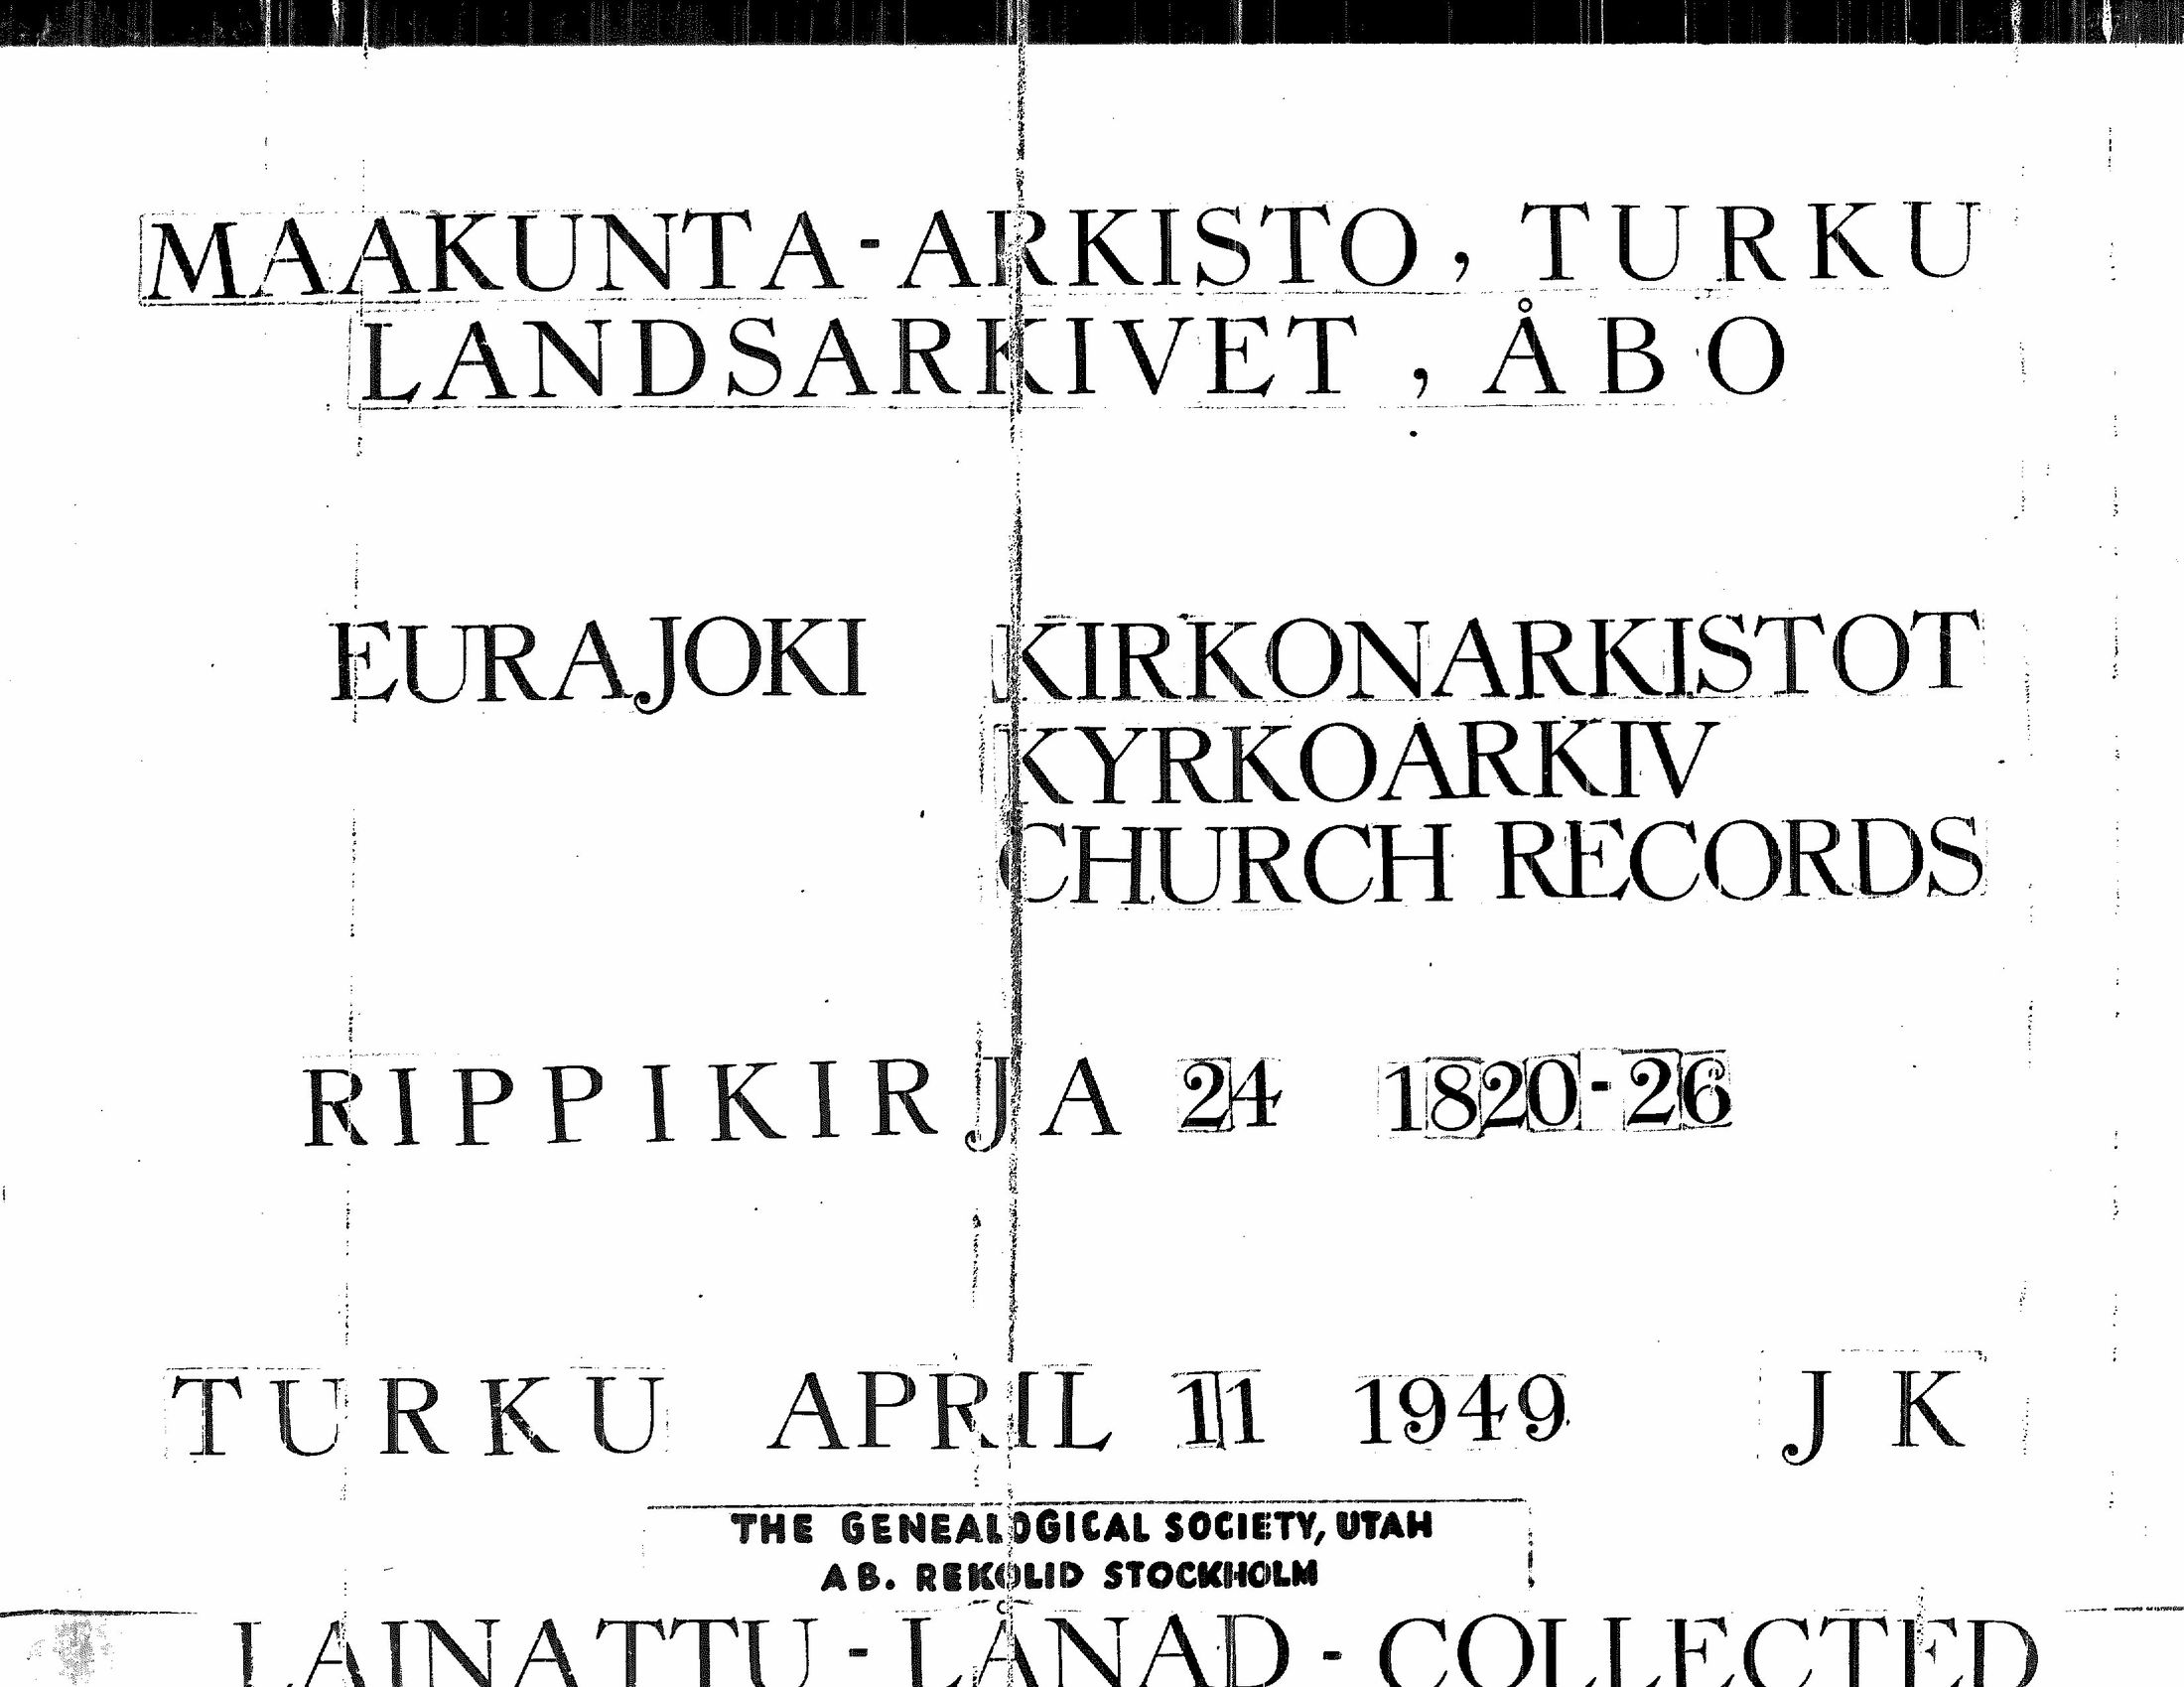 MAAKUNTA-ARKISTO, TURKU
LANDSARKIVET, ÅBO
EURAJOKI KIRKONARKISTOT
KYRKOARKIV
CHURCH RECORDS
RIPPIKIRJA 24 1820-26
TURKU APRIL 11 1949 J K
THE GENEALOGICAL SOCIETY, UTAH
AB. REKOLID STOCKHOLM
LAINATTU - LÅNAD - COLLECTED